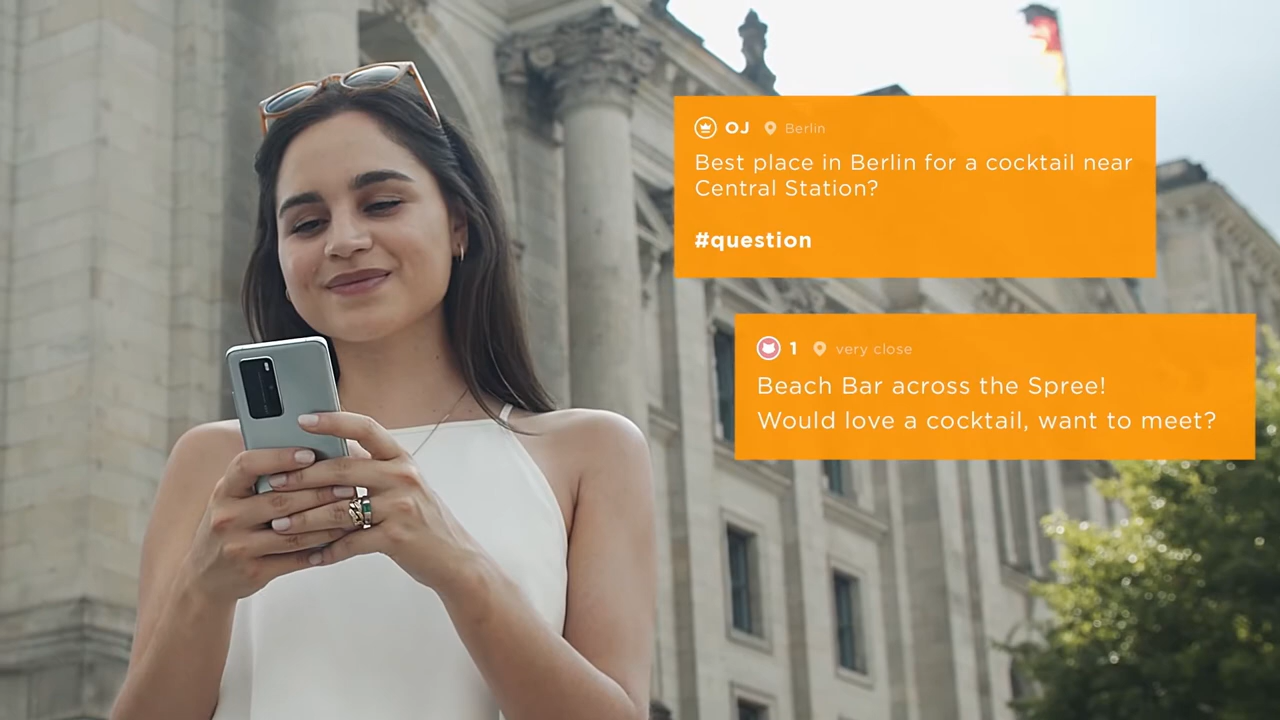 OJ Berlin
Best place in Berlin for a cocktail near
Central Station?
#question
1 very close
Beach Bar across the Spree!
Would love a cocktail, want to meet?